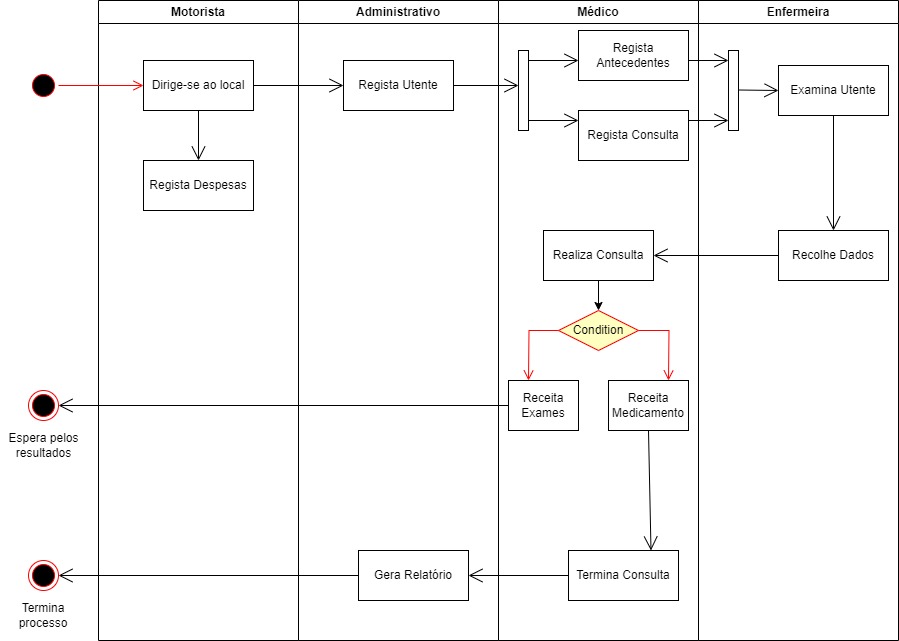 Motorista
Administrativo
Médico
Enfermeira
Dirige-se ao local
Regista Utente
Regista
Antecedentes
Examina Utente
Regista Consulta
Regista Despesas
Realiza Consulta
Recolhe Dados
Condition
Receita
Exames
Receita
Medicamento
Espera pelos
resultados
Gera Relatório
Termina Consulta
Termina
processo